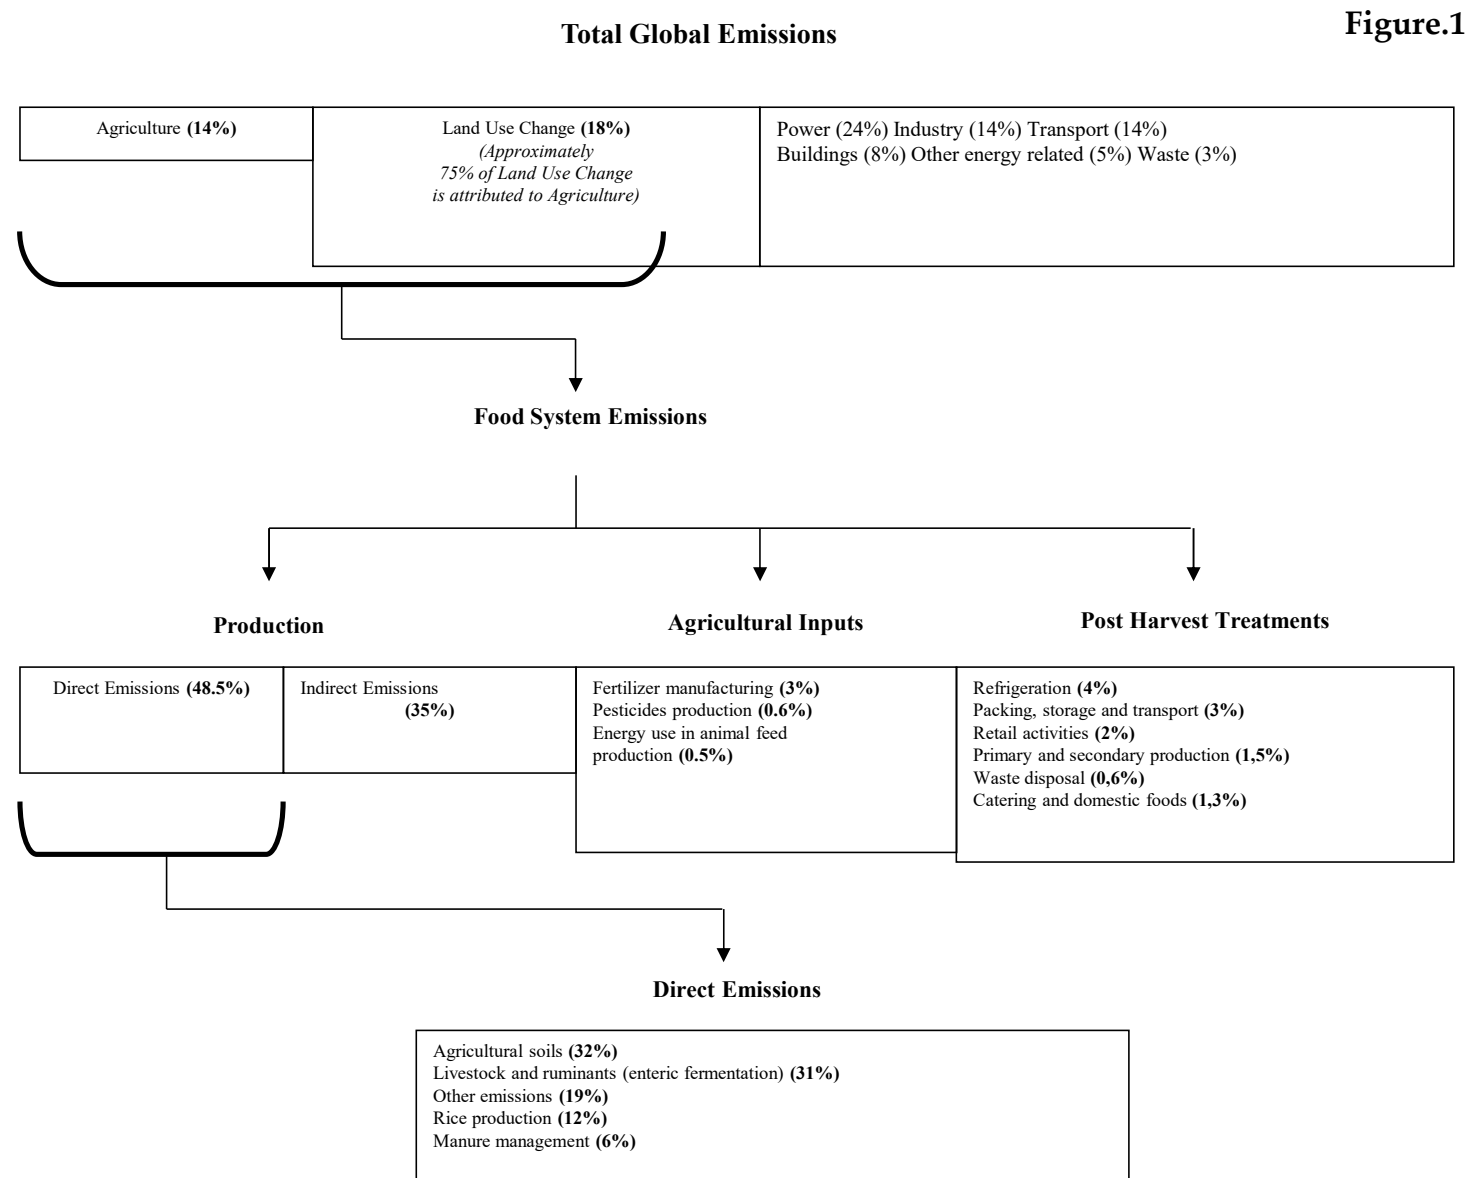 Figure.1
Total Global Emissions
Agriculture (14%)
Land Use Change (18%)
(Approximately
75% of Land Use Change
is attributed to Agriculture)
Power (24%) Industry (14%) Transport (14%)
Buildings (8%) Other energy related (5%) Waste (3%)
Food System Emissions
Production
Agricultural Inputs
Post Harvest Treatments
Direct Emissions (48.5%)
Indirect Emissions
(35%)
Fertilizer manufacturing (3%)
Pesticides production (0.6%)
Energy use in animal feed
production (0.5%)
Refrigeration (4%)
Packing, storage and transport (3%)
Retail activities (2%)
Primary and secondary production (1,5%)
Waste disposal (0,6%)
Catering and domestic foods (1,3%)
Direct Emissions
Agricultural soils (32%)
Livestock and ruminants (enteric fermentation) (31%)
Other emissions (19%)
Rice production (12%)
Manure management (6%)